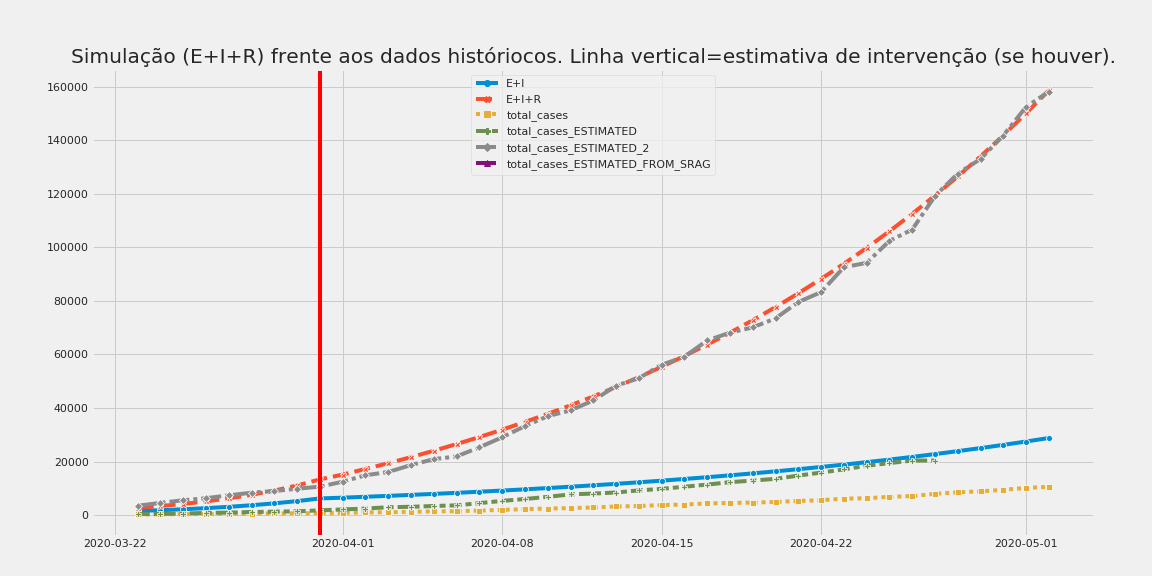 Simulação (E+I+R) frente aos dados históriocos. Linha vertical=estimativa de intervenção (se houver).
160000
140000
120000
100000
80000
60000
40000
20000
0
E+I
E+I+R
total_cases
total_cases_ESTIMATED
total_cases_ESTIMATED_2
total_cases_ESTIMATED_FROM_SRAG
2020-03-22 2020-04-01 2020-04-08 2020-04-15 2020-04-22 2020-05-01